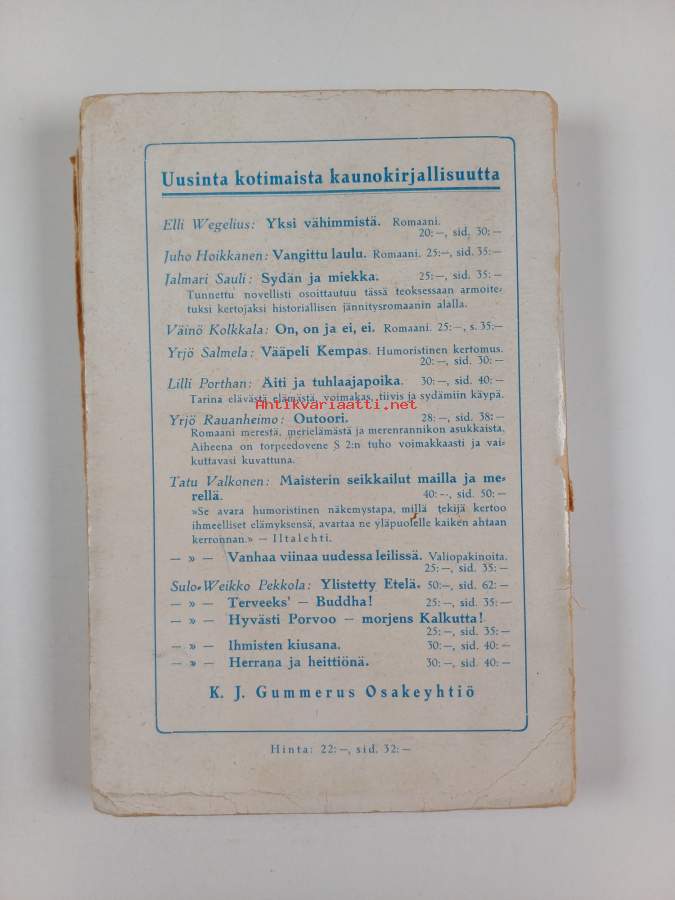 Uusinta kotimaista kaunokirjallisuutta
Elli Wegelius: Yksi vähimmistä. Romaani.
20:—, sid. 30:—
Juho Hoikkanen: Vangittu laulu. Romaani. 25:—, sid. 35:—
Jalmari Sauli: Sydän ja miekka. 25:—, sid. 35:—
Tunnettu novellisti osoittautuu tässä teoksessaan armoite-
tuksi kertojaksi historiallisen jännitysromaanin alalla.
Väinö Kolkkala: On, on ja ei, ei. Romaani. 25:—, s. 35:—
Yrjö Salmela: Vääpeli Kempas. Humoristinen kertomus.
20:—, sid. 30:—
Lilli Porthan: Äiti ja tuhlaajapoika. 30:—, sid. 40:—
Tarina elävästä elämästä, voimakas, tiivis ja sydämiin käypä.
Antikvariaatti.net
Yrjö Rauanheimo: Outoori. 28:—, sid. 38:—
Romaani merestä, merielämästä ja merenrannikon asukkaista.
Aiheena on torpeedovene S 2:n tuho voimakkaasti ja vai-
kuttavasi kuvattuna.
Tatu Valkonen: Maisterin seikkailut mailla ja me-
rellä. 40:—, sid. 50:—
»Se avara humoristinen näkemystapa, millä tekijä kertoo
ihmeelliset elämyksensä, avartaa ne yläpuolelle kaiken ahtaan
kerronnan.» — Iltalehti.
— » — Vanhaa viinaa uudessa leilissä. Valiopakinoita.
25:—, sid. 35:—
Sulo-Weikko Pekkola: Ylistetty Etelä. 50:—, sid. 62:—
— » — Terveeks' — Buddha! 25:—, sid. 35:—
— » — Hyvästi Porvoo — morjens Kalkutta!
25:—, sid. 35:—
— » — Ihmisten kiusana. 30:—, sid. 40:—
— » — Herrana ja heittiönä. 30:—, sid. 40:—
K. J. Gummerus Osakeyhtiö
Hinta: 22:—, sid. 32:—